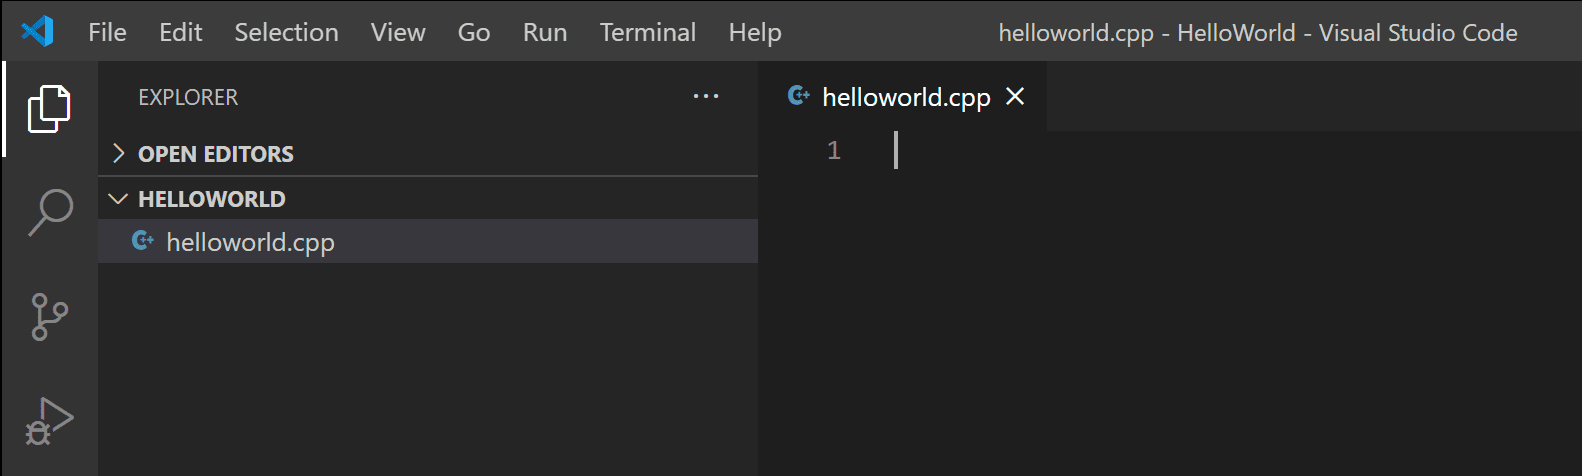 File Edit Selection View Go Run Terminal Help helloworld.cpp - HelloWorld - Visual Studio Code
EXPLORER ···
OPEN EDITORS
HELLOWORLD
helloworld.cpp
helloworld.cpp
1